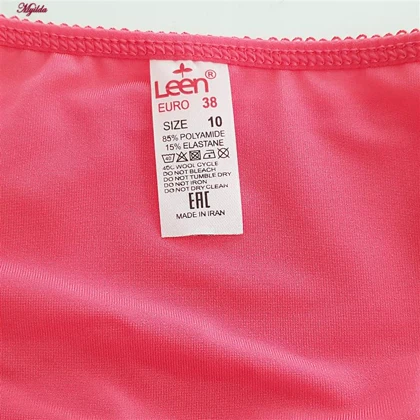 Myilda
Leen®
EURO 38
SIZE 10
85% POLYAMIDE
15% ELASTANE
40C WOOL CYCLE
DO NOT BLEACH
DO NOT TUMBLE DRY
DO NOT IRON
DO NOT DRY CLEAN
EAC
MADE IN IRAN